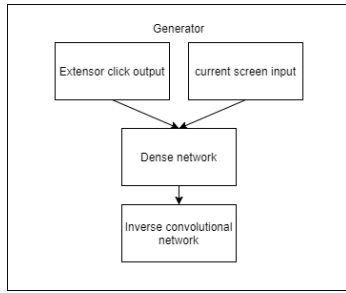 Generator
Extensor click output
current screen input
Dense network
Inverse convolutional
network